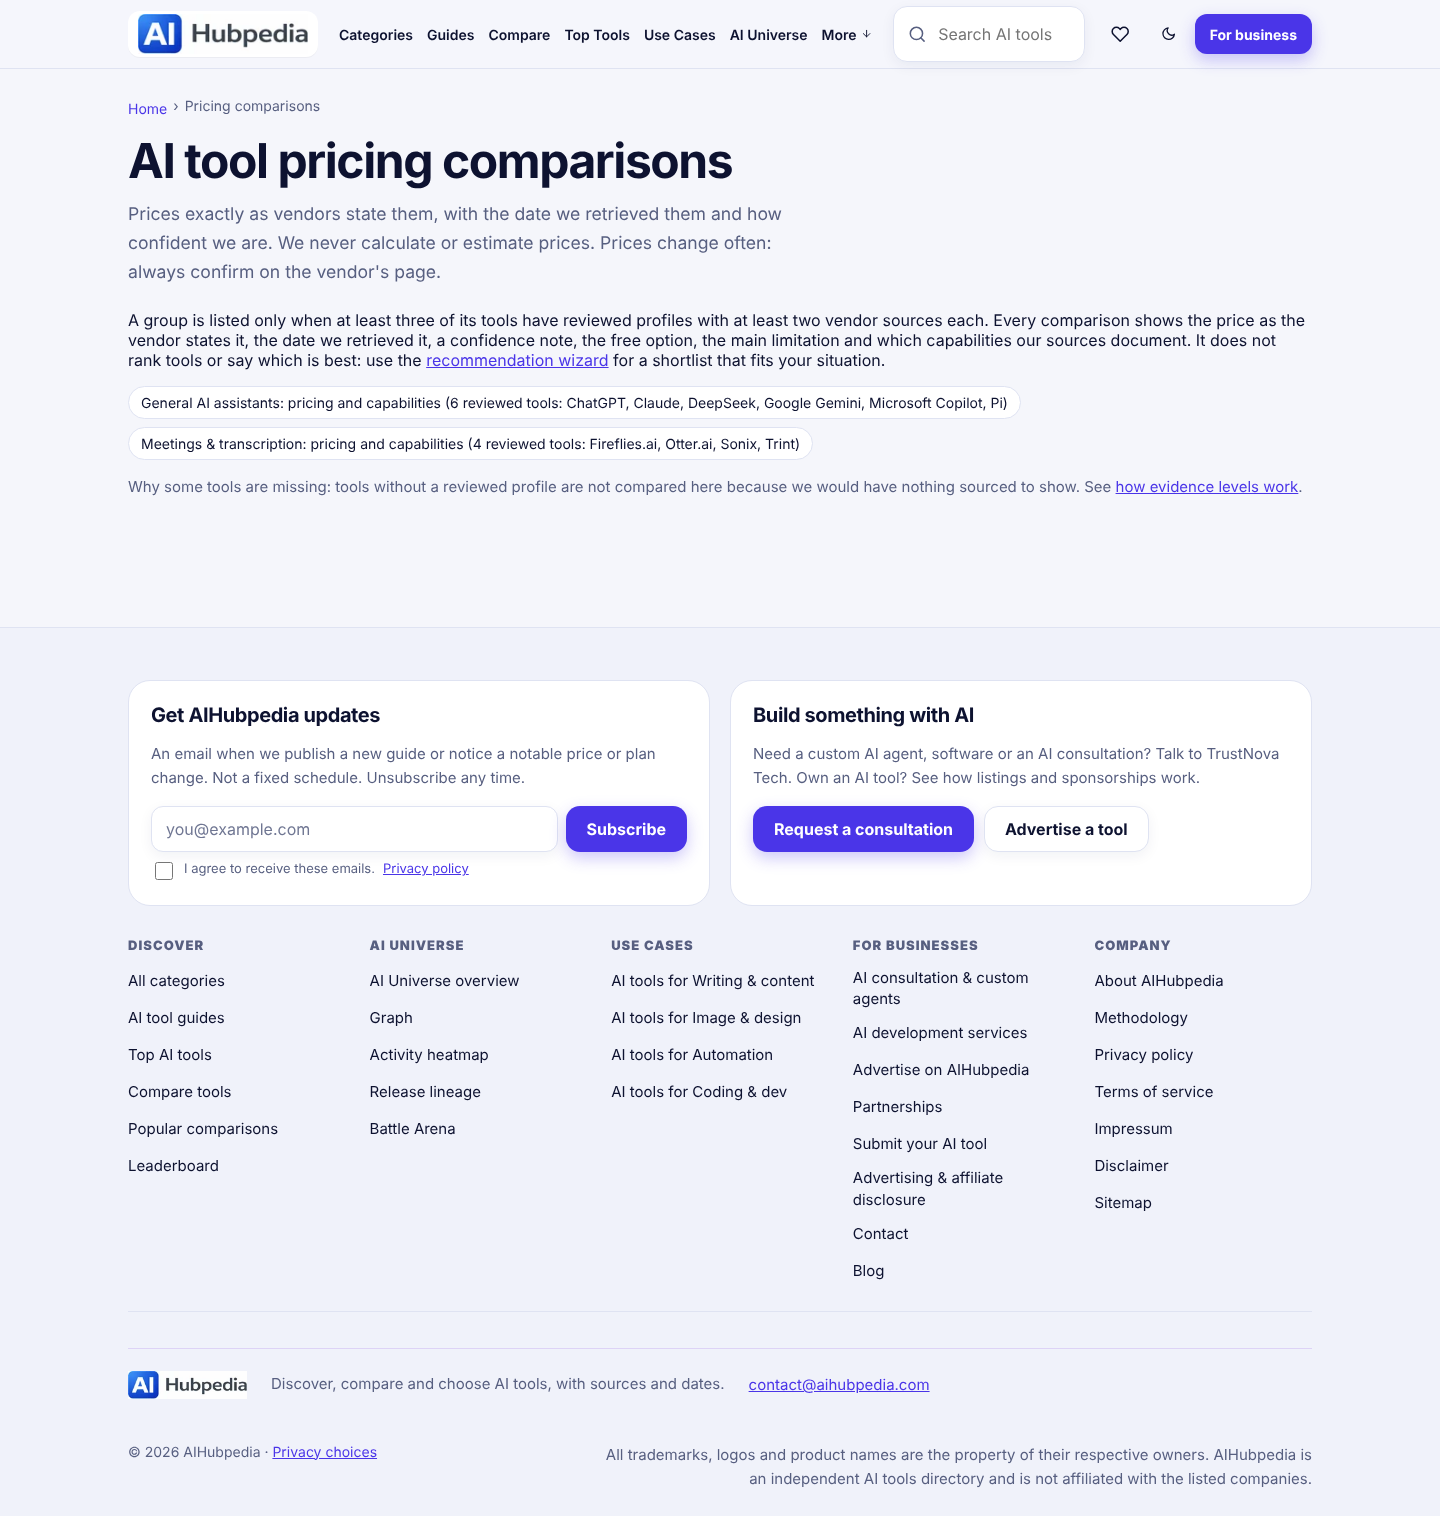 AI Hubpedia
Categories Guides Compare Top Tools Use Cases AI Universe More ↓
Search AI tools
For business
Home › Pricing comparisons
AI tool pricing comparisons
Prices exactly as vendors state them, with the date we retrieved them and how
confident we are. We never calculate or estimate prices. Prices change often:
always confirm on the vendor's page.
A group is listed only when at least three of its tools have reviewed profiles with at least two vendor sources each. Every comparison shows the price as the
vendor states it, the date we retrieved it, a confidence note, the free option, the main limitation and which capabilities our sources document. It does not
rank tools or say which is best: use the recommendation wizard for a shortlist that fits your situation.
General AI assistants: pricing and capabilities (6 reviewed tools: ChatGPT, Claude, DeepSeek, Google Gemini, Microsoft Copilot, Pi)
Meetings & transcription: pricing and capabilities (4 reviewed tools: Fireflies.ai, Otter.ai, Sonix, Trint)
Why some tools are missing: tools without a reviewed profile are not compared here because we would have nothing sourced to show. See how evidence levels work.
Get AIHubpedia updates
An email when we publish a new guide or notice a notable price or plan
change. Not a fixed schedule. Unsubscribe any time.
you@example.com
Subscribe
I agree to receive these emails. Privacy policy
Build something with AI
Need a custom AI agent, software or an AI consultation? Talk to TrustNova
Tech. Own an AI tool? See how listings and sponsorships work.
Request a consultation
Advertise a tool
DISCOVER
All categories
AI tool guides
Top AI tools
Compare tools
Popular comparisons
Leaderboard
AI UNIVERSE
AI Universe overview
Graph
Activity heatmap
Release lineage
Battle Arena
USE CASES
AI tools for Writing & content
AI tools for Image & design
AI tools for Automation
AI tools for Coding & dev
FOR BUSINESSES
AI consultation & custom
agents
AI development services
Advertise on AIHubpedia
Partnerships
Submit your AI tool
Advertising & affiliate
disclosure
Contact
Blog
COMPANY
About AIHubpedia
Methodology
Privacy policy
Terms of service
Impressum
Disclaimer
Sitemap
AI Hubpedia
Discover, compare and choose AI tools, with sources and dates.
contact@aihubpedia.com
© 2026 AIHubpedia · Privacy choices
All trademarks, logos and product names are the property of their respective owners. AIHubpedia is
an independent AI tools directory and is not affiliated with the listed companies.